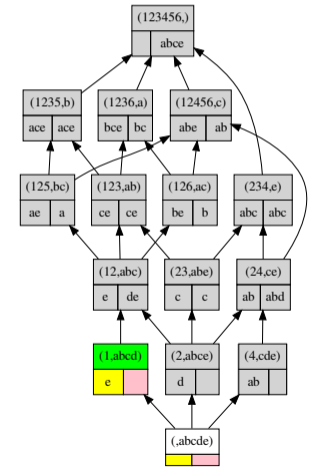 (123456,)
abce
(1235,b) (1236,a) (12456,c)
ace ace bce bc abe ab
(125,bc) (123,ab) (126,ac) (234,e)
ae a ce ce be b abc abc
(12,abc) (23,abe) (24,ce)
e de c c ab abd
(1,abcd) (2,abce) (4,cde)
e d ab
(,abcde)